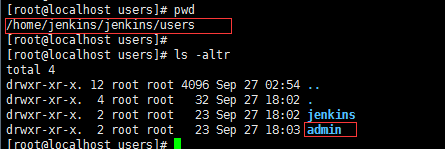 [root@localhost users]# pwd
/home/jenkins/jenkins/users
[root@localhost users]#
[root@localhost users]# ls -altr
total 4
drwxr-xr-x. 12 root root 4096 Sep 27 02:54 ..
drwxr-xr-x. 4 root root 32 Sep 27 18:02 .
drwxr-xr-x. 2 root root 23 Sep 27 18:02 jenkins
drwxr-xr-x. 2 root root 23 Sep 27 18:03 admin
[root@localhost users]#